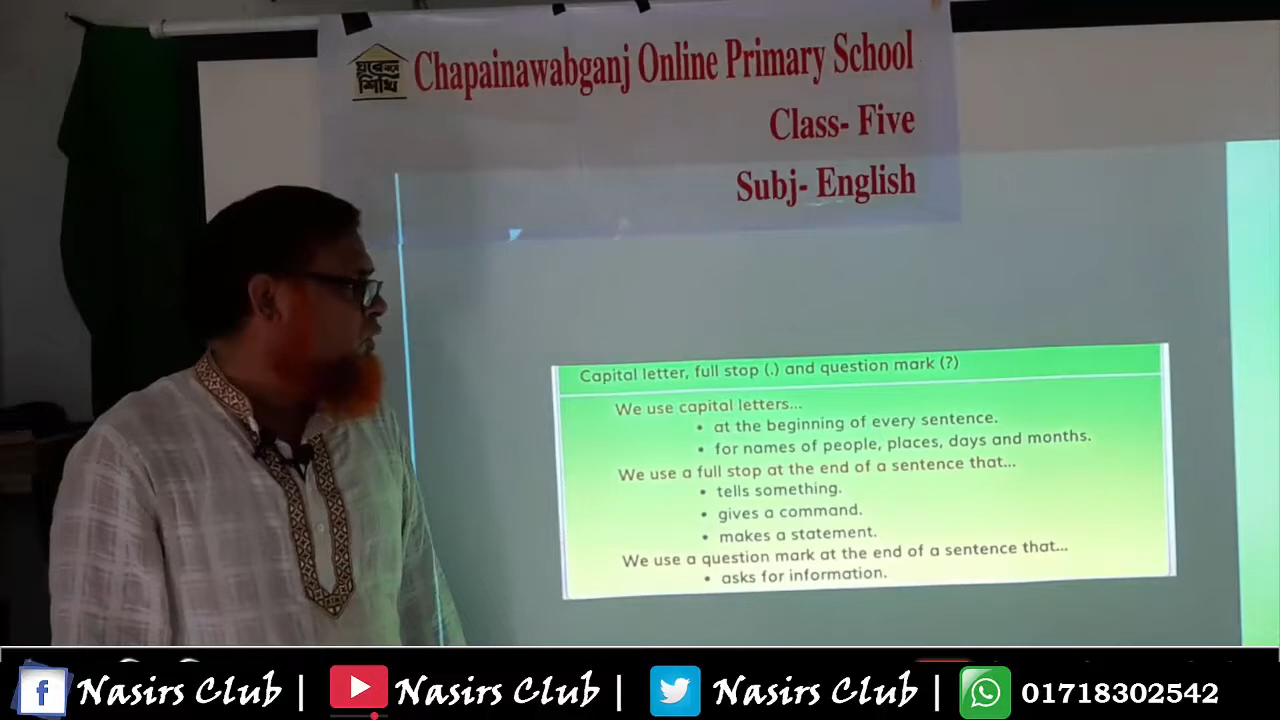 ঘরে বসে
শিখি
Chapainawabganj Online Primary School
Class- Five
Subj- English
Capital letter, full stop (.) and question mark (?)
We use capital letters...
• at the beginning of every sentence.
• for names of people, places, days and months.
We use a full stop at the end of a sentence that...
• tells something.
• gives a command.
• makes a statement.
We use a question mark at the end of a sentence that...
• asks for information.
f Nasirs Club | Nasirs Club | Nasirs Club | 01718302542